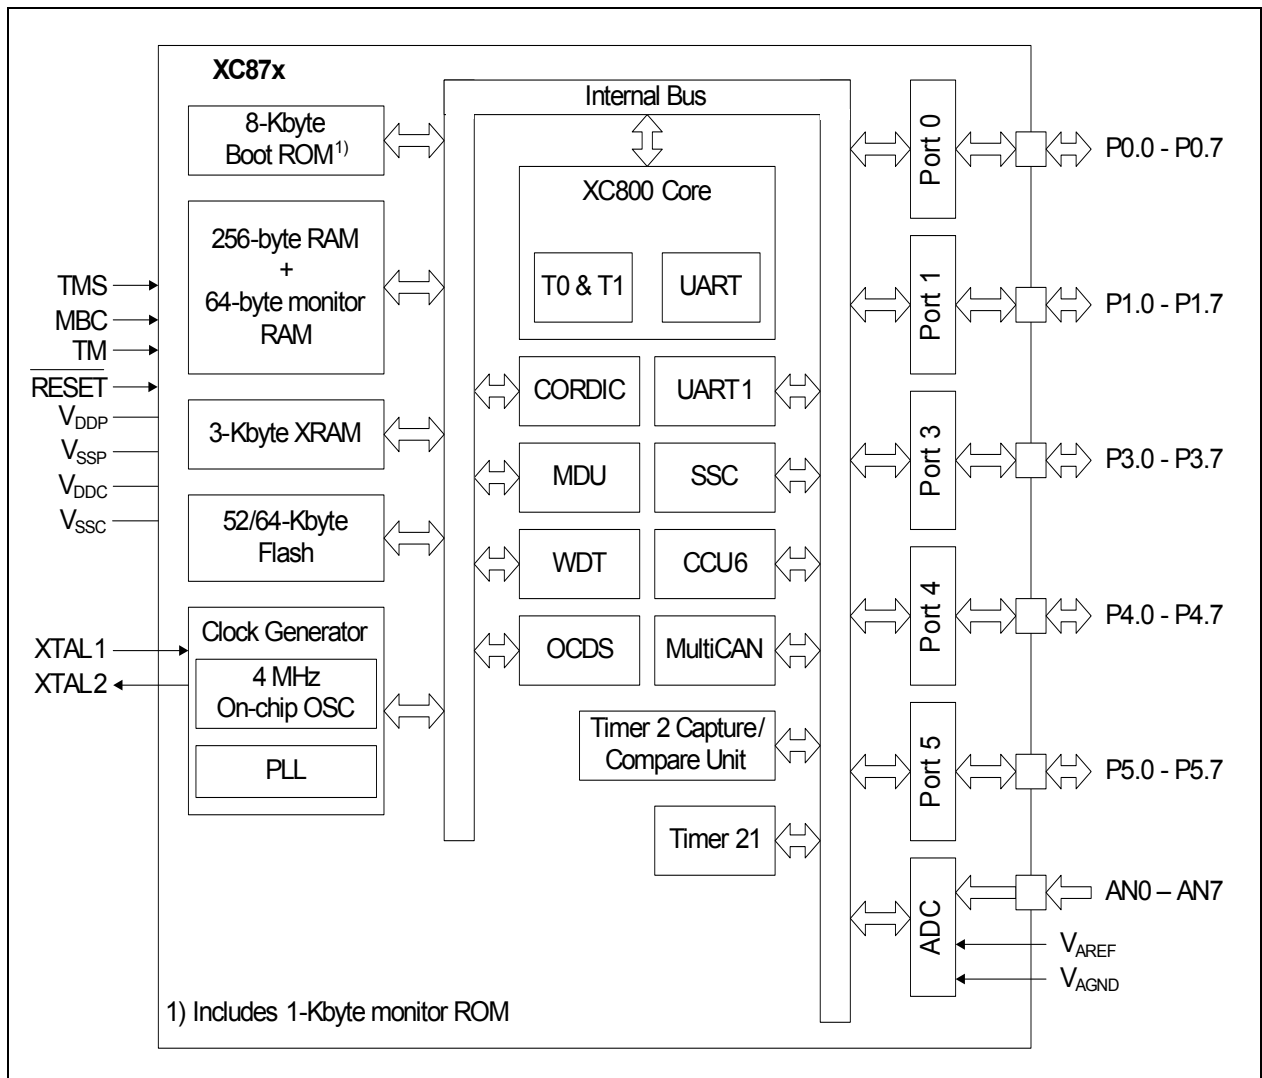 XC87x
Internal Bus
8-Kbyte
Boot ROM1)
256-byte RAM
+
64-byte monitor
RAM
3-Kbyte XRAM
52/64-Kbyte
Flash
Clock Generator
4 MHz
On-chip OSC
PLL
TMS
MBC
TM
RESET
VDDP
VSSP
VDDC
VSSC
XTAL1
XTAL2
XC800 Core
T0 & T1
UART
CORDIC
UART1
MDU
SSC
WDT
CCU6
OCDS
MultiCAN
Timer 2 Capture/
Compare Unit
Timer 21
Port 0
P0.0 - P0.7
Port 1
P1.0 - P1.7
Port 3
P3.0 - P3.7
Port 4
P4.0 - P4.7
Port 5
P5.0 - P5.7
ADC
AN0 – AN7
VAREF
VAGND
1) Includes 1-Kbyte monitor ROM